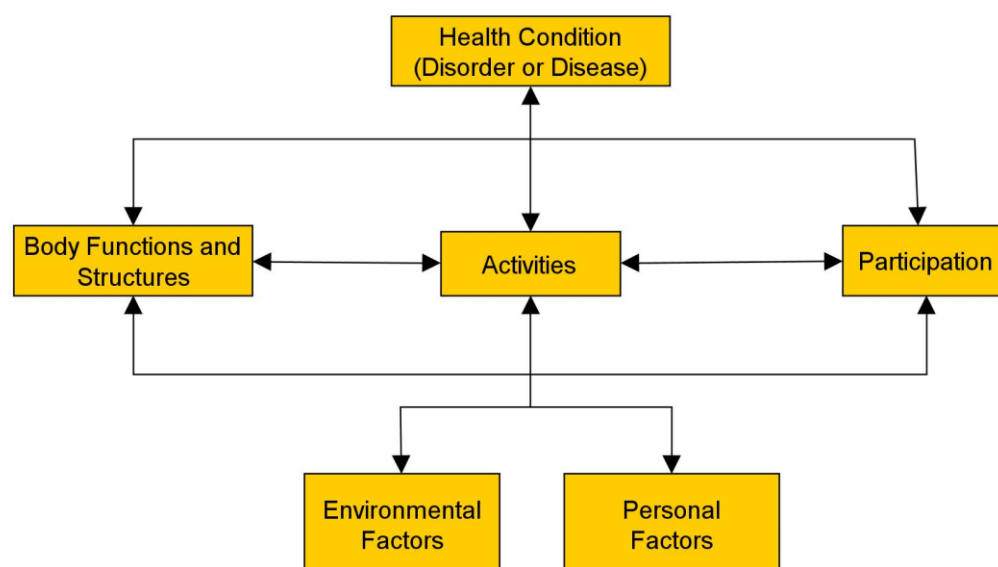 Health Condition
(Disorder or Disease)
Body Functions and
Structures
Activities
Participation
Environmental
Factors
Personal
Factors